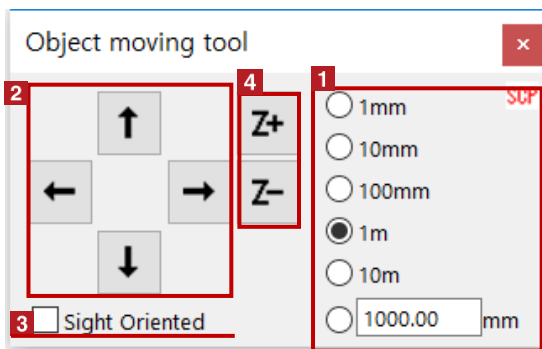 Object moving tool
×
1
2
4
SCP
Z+
1mm
10mm
Z-
100mm
1m
10m
3
Sight Oriented
1000.00 mm